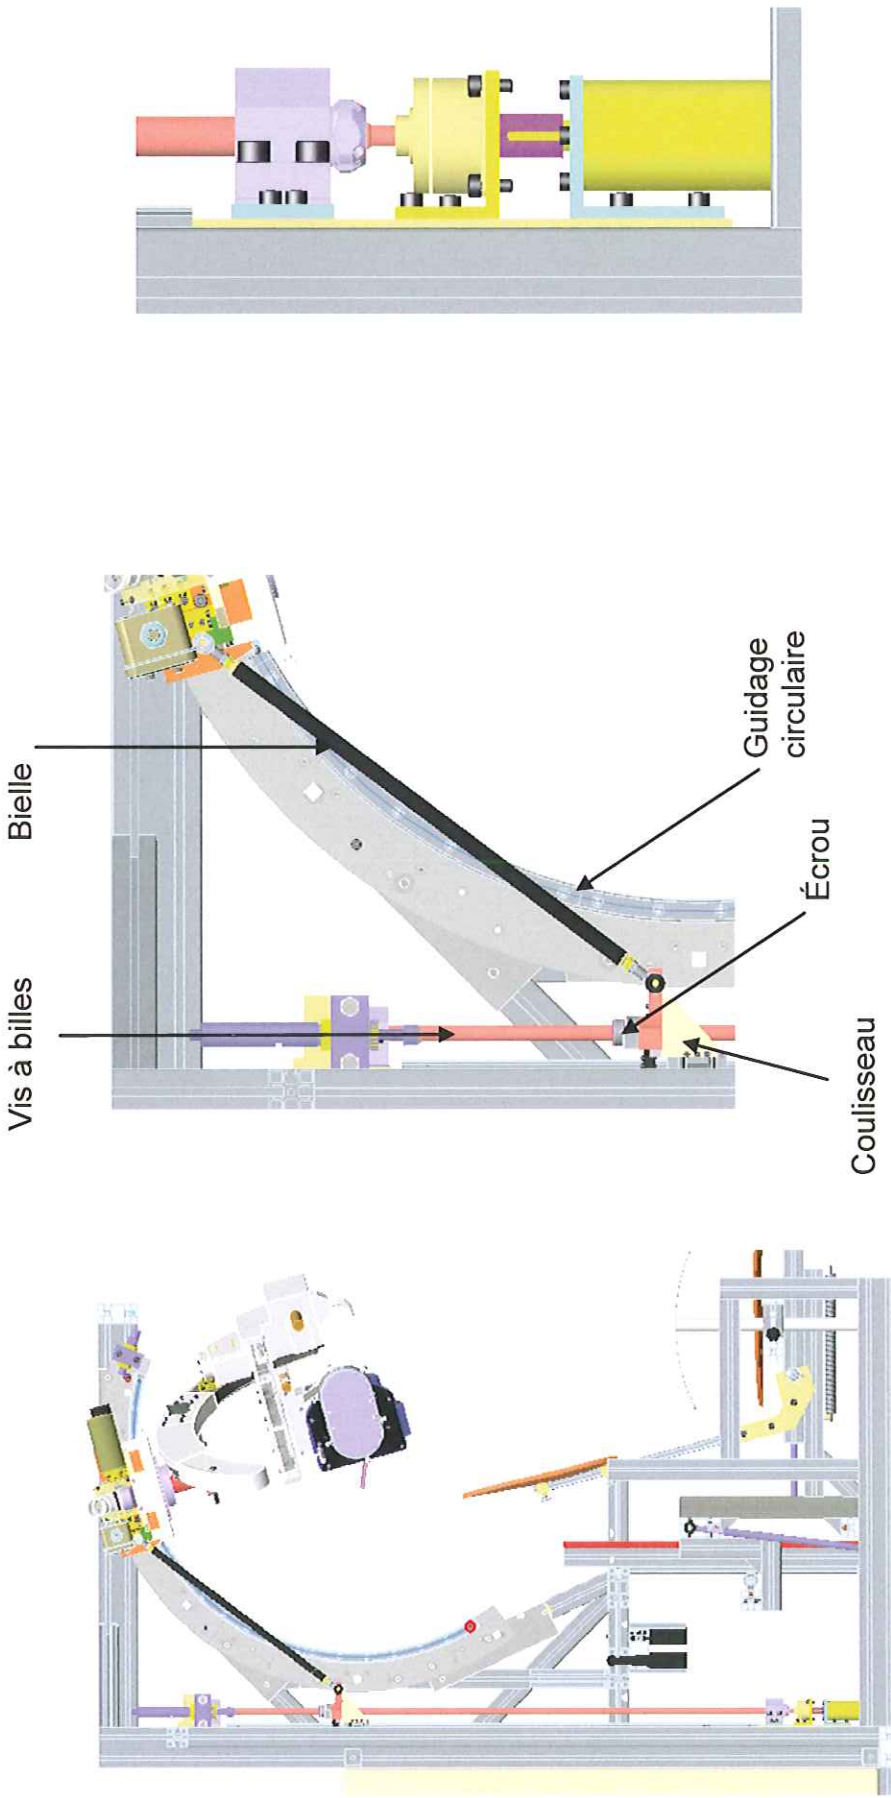 Vis à billes
Bielle
Coulisseau
Écrou
Guidage
circulaire